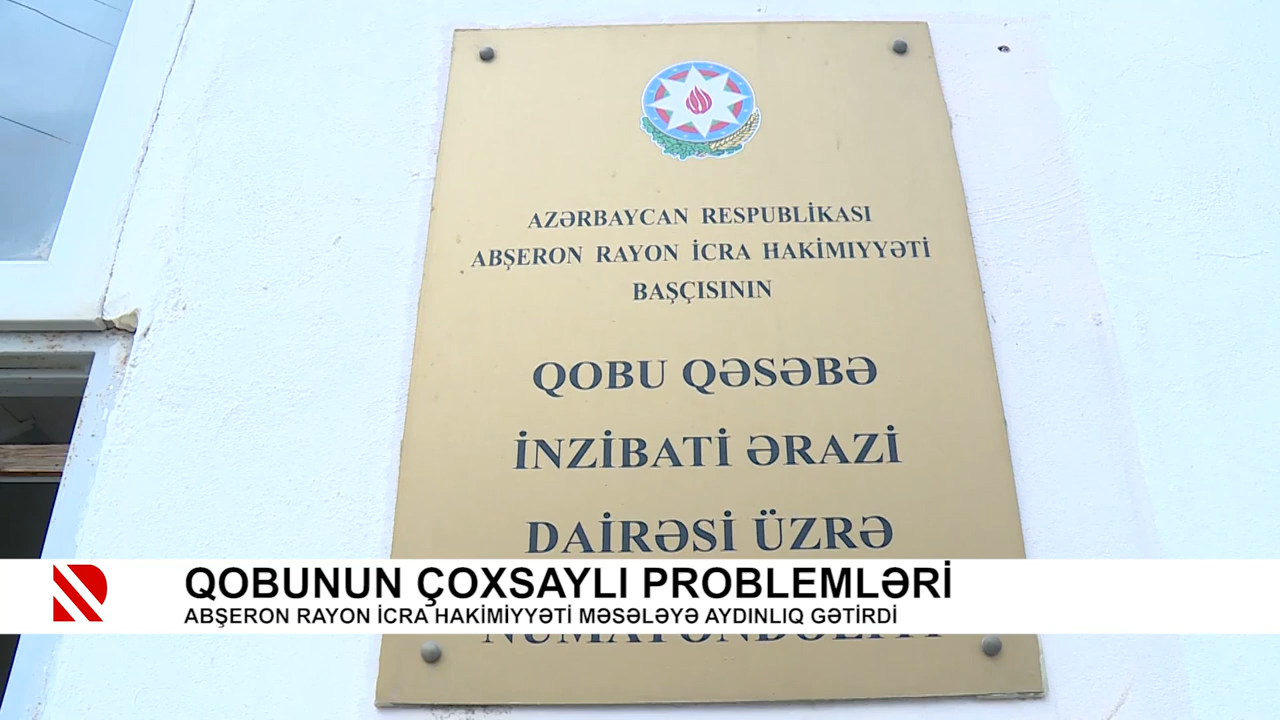 AZƏRBAYCAN RESPUBLİKASI
ABŞERON RAYON İCRA HAKİMİYYƏTİ
BAŞÇISININ
QOBU QƏSƏBƏ
İNZİBATİ ƏRAZİ
DAİRƏSİ ÜZRƏ
QOBUNUN ÇOXSAYLI PROBLEMLƏRİ
ABŞERON RAYON İCRA HAKİMİYYƏTİ MƏSƏLƏYƏ AYDINLIQ GƏTİRDİ